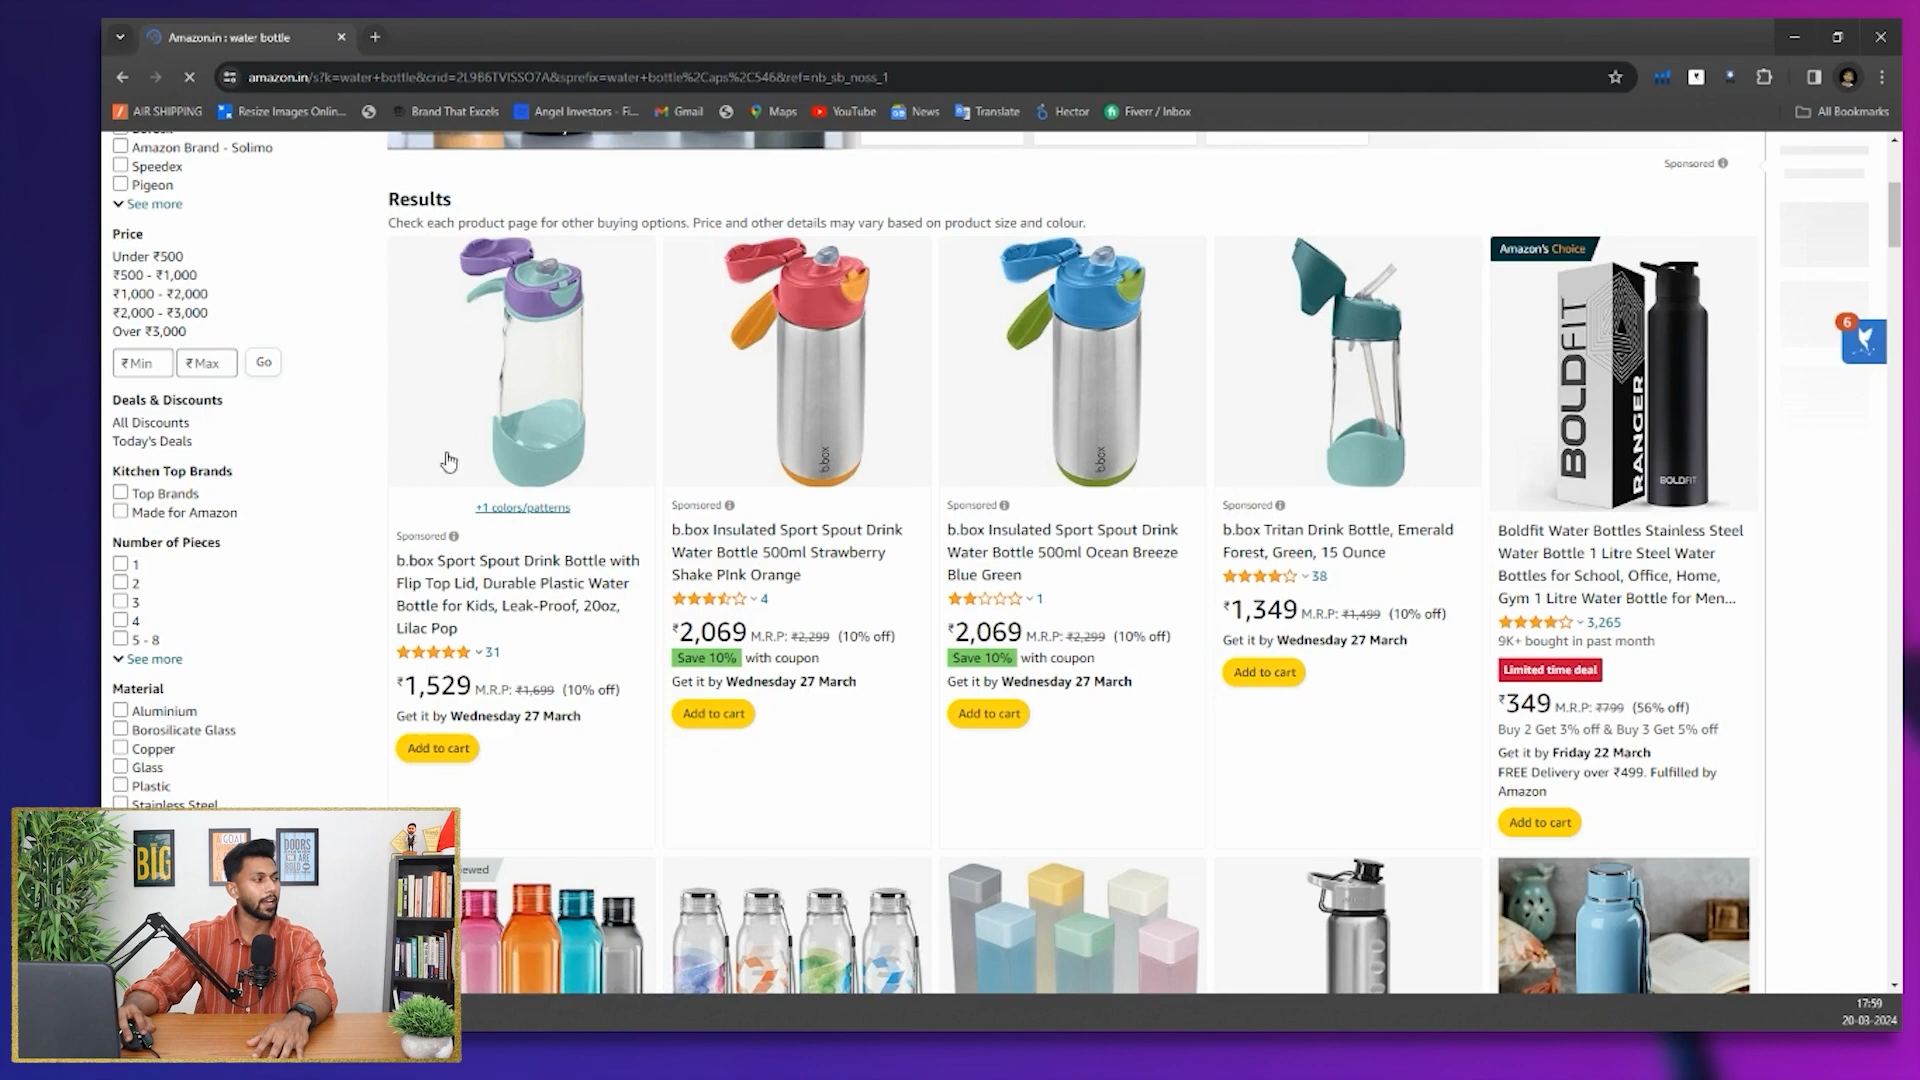 Amazon.in : water bottle
amazon.in/s?k=water+bottle&crid=2L9B6TVISSO7A&sprefix=water+bottle%2Caps%2C546&ref=nb_sb_noss_1
AIR SHIPPING
Resize Images Onlin...
Brand That Excels
Angel Investors - Fi...
Gmail
Maps
YouTube
News
Translate
Hector
Fiverr / Inbox
All Bookmarks
Amazon Brand - Solimo
Speedex
Pigeon
See more
Price
Under ₹500
₹500 - ₹1,000
₹1,000 - ₹2,000
₹2,000 - ₹3,000
Over ₹3,000
₹ Min
₹ Max
Go
Deals & Discounts
All Discounts
Today's Deals
Kitchen Top Brands
Top Brands
Made for Amazon
Number of Pieces
1
2
3
4
5 - 8
See more
Material
Aluminium
Borosilicate Glass
Copper
Glass
Plastic
Stainless Steel
Sponsored
Results
Check each product page for other buying options. Price and other details may vary based on product size and colour.
+1 colors/patterns
Sponsored
b.box Sport Spout Drink Bottle with
Flip Top Lid, Durable Plastic Water
Bottle for Kids, Leak-Proof, 20oz,
Lilac Pop
31
₹1,529 M.R.P: ₹1,699 (10% off)
Get it by Wednesday 27 March
Add to cart
b.box
Sponsored
b.box Insulated Sport Spout Drink
Water Bottle 500ml Strawberry
Shake PInk Orange
4
₹2,069 M.R.P: ₹2,299 (10% off)
Save 10% with coupon
Get it by Wednesday 27 March
Add to cart
b.box
Sponsored
b.box Insulated Sport Spout Drink
Water Bottle 500ml Ocean Breeze
Blue Green
1
₹2,069 M.R.P: ₹2,299 (10% off)
Save 10% with coupon
Get it by Wednesday 27 March
Add to cart
Sponsored
b.box Tritan Drink Bottle, Emerald
Forest, Green, 15 Ounce
38
₹1,349 M.R.P: ₹1,499 (10% off)
Get it by Wednesday 27 March
Add to cart
Amazon's Choice
BOLDFIT
RANGER
BOLDFIT
Boldfit Water Bottles Stainless Steel
Water Bottle 1 Litre Steel Water
Bottles for School, Office, Home,
Gym 1 Litre Water Bottle for Men...
3,265
9K+ bought in past month
Limited time deal
₹349 M.R.P: ₹799 (56% off)
Buy 2 Get 3% off & Buy 3 Get 5% off
Get it by Friday 22 March
FREE Delivery over ₹499. Fulfilled by
Amazon
Add to cart
6
ewed
BIG
A GOAL
DOORS
17:59
20-03-2024